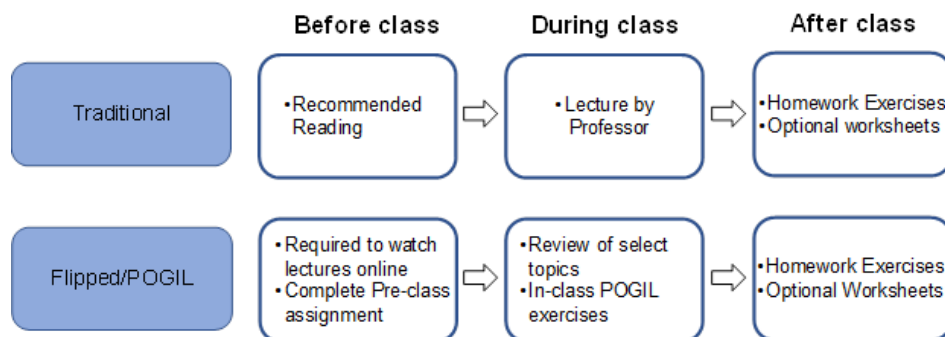 Before class
During class
After class
Traditional
•Recommended
Reading
•Lecture by
Professor
•Homework Exercises
•Optional worksheets
Flipped/POGIL
•Required to watch
lectures online
•Complete Pre-class
assignment
•Review of select
topics
•In-class POGIL
exercises
•Homework Exercises
•Optional Worksheets